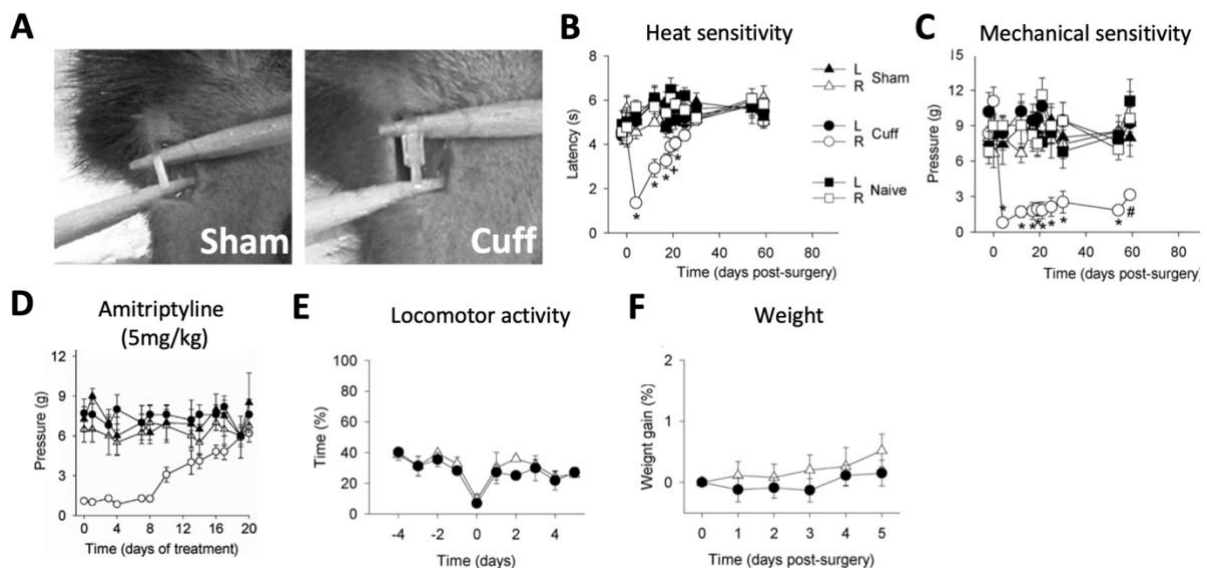 A
Sham
Cuff
B
Heat sensitivity
Latency (s)
8
6
4
2
0
0 20 40 60 80
Time (days post-surgery)
* * * + *
L
R Sham
L
R Cuff
L
R Naive
C
Mechanical sensitivity
Pressure (g)
15
12
9
6
3
0
0 20 40 60 80
Time (days post-surgery)
* * * * * * * * #
D
Amitriptyline
(5mg/kg)
Pressure (g)
12
9
6
3
0
0 4 8 12 16 20
Time (days of treatment)
E
Locomotor activity
Time (%)
100
80
60
40
20
0
-4 -2 0 2 4
Time (days)
F
Weight
Weignt gain (%)
2
1
0
0 1 2 3 4 5
Time (days post-surgery)